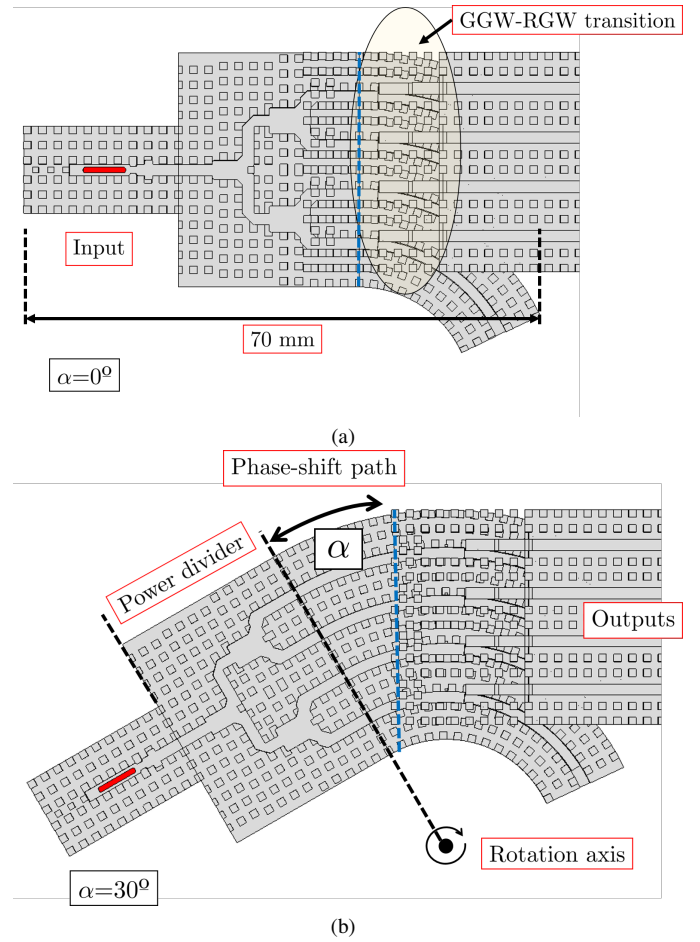 GGW-RGW transition
Input
70 mm
α=0º
(a)
Phase-shift path
Power divider
α
Outputs
Rotation axis
α=30º
(b)